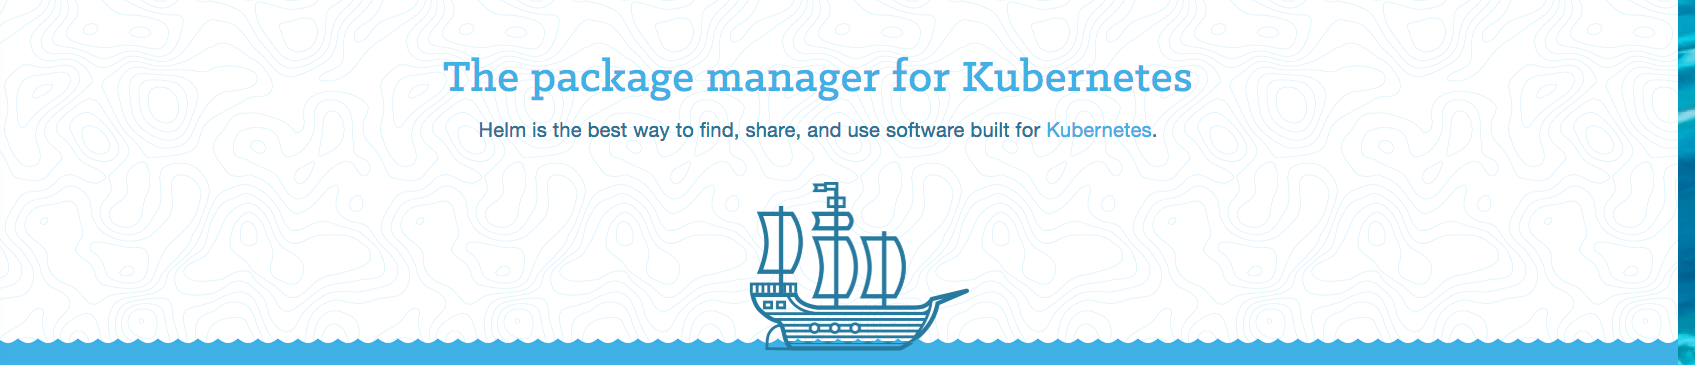 The package manager for Kubernetes
Helm is the best way to find, share, and use software built for Kubernetes.